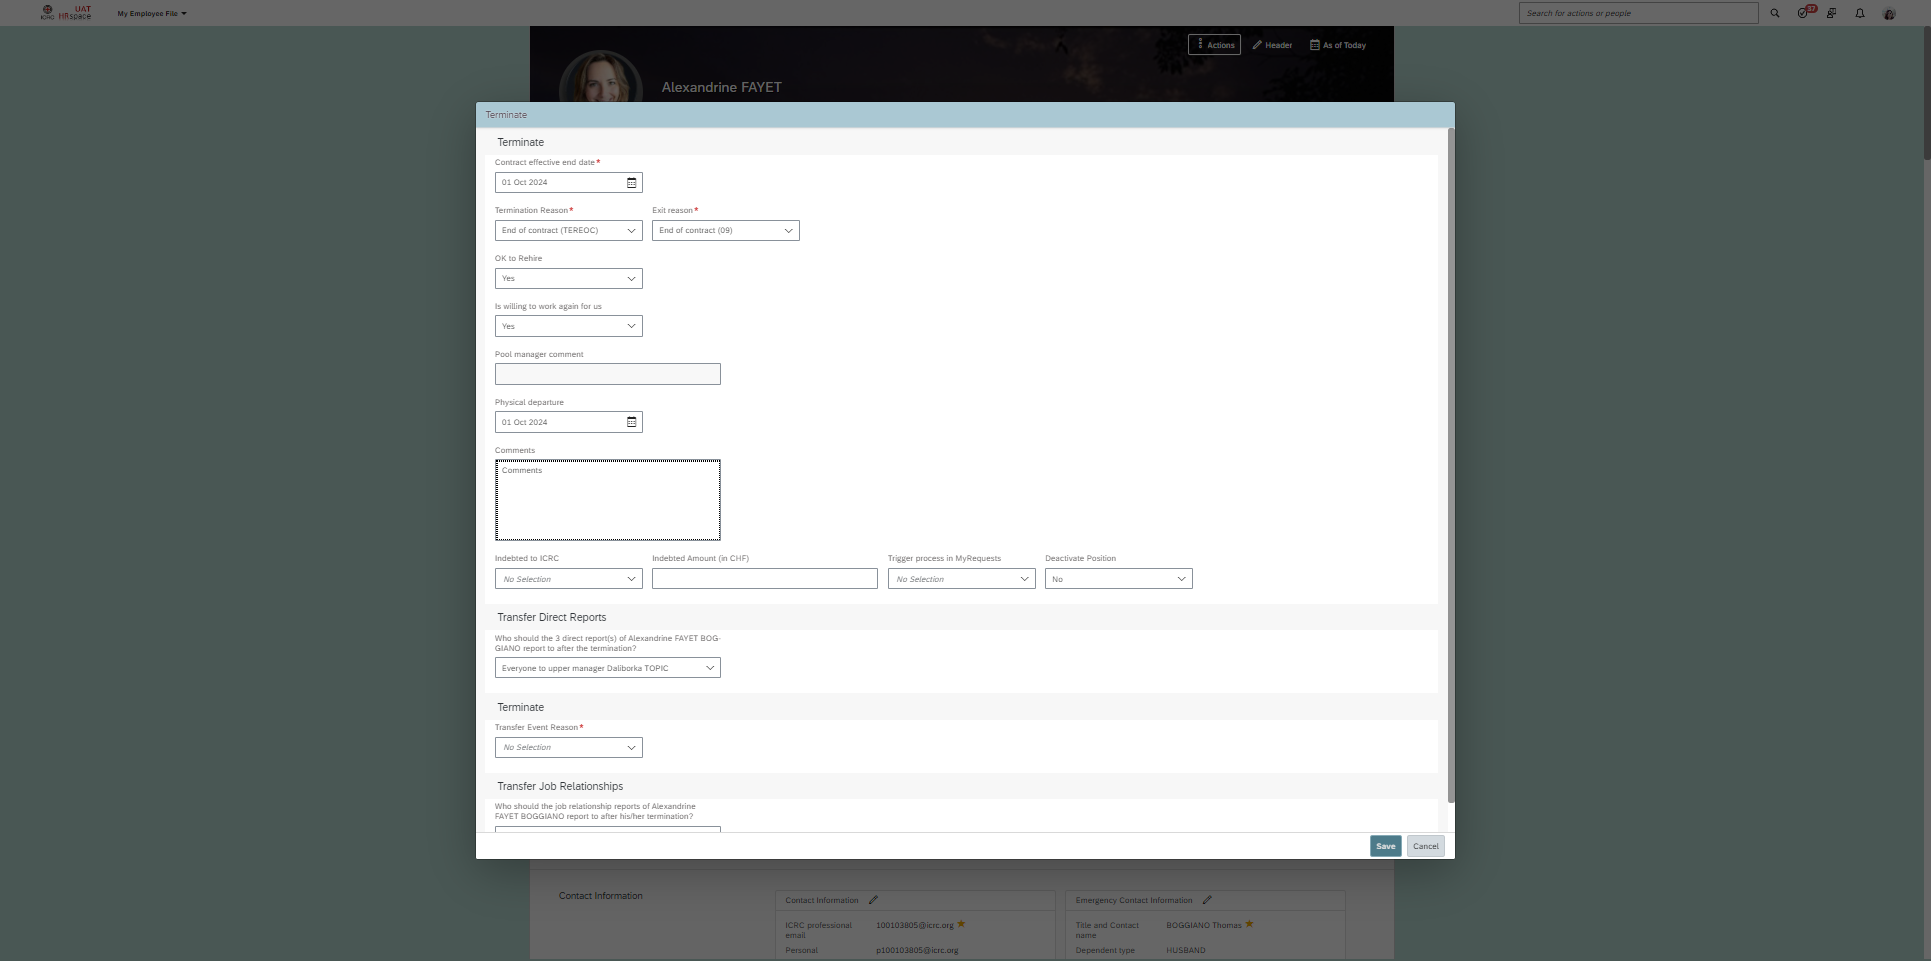 ICRC
UAT
HRspace
My Employee File
Search for actions or people
37
Actions
Header
As of Today
Alexandrine FAYET
Terminate
Terminate
Contract effective end date*
01 Oct 2024
Termination Reason*
Exit reason*
End of contract (TEREOC)
End of contract (09)
OK to Rehire
Yes
Is willing to work again for us
Yes
Pool manager comment
Physical departure
01 Oct 2024
Comments
Comments
Indebted to ICRC
Indebted Amount (in CHF)
Trigger process in MyRequests
Deactivate Position
No Selection
No Selection
No
Transfer Direct Reports
Who should the 3 direct report(s) of Alexandrine FAYET BOG-
GIANO report to after the termination?
Everyone to upper manager Daliborka TOPIC
Terminate
Transfer Event Reason*
No Selection
Transfer Job Relationships
Who should the job relationship reports of Alexandrine
FAYET BOGGIANO report to after his/her termination?
Save
Cancel
Contact Information
Contact Information
Emergency Contact Information
ICRC professional
email
100103805@icrc.org
Title and Contact
name
BOGGIANO Thomas
Personal
p100103805@icrc.org
Dependent type
HUSBAND